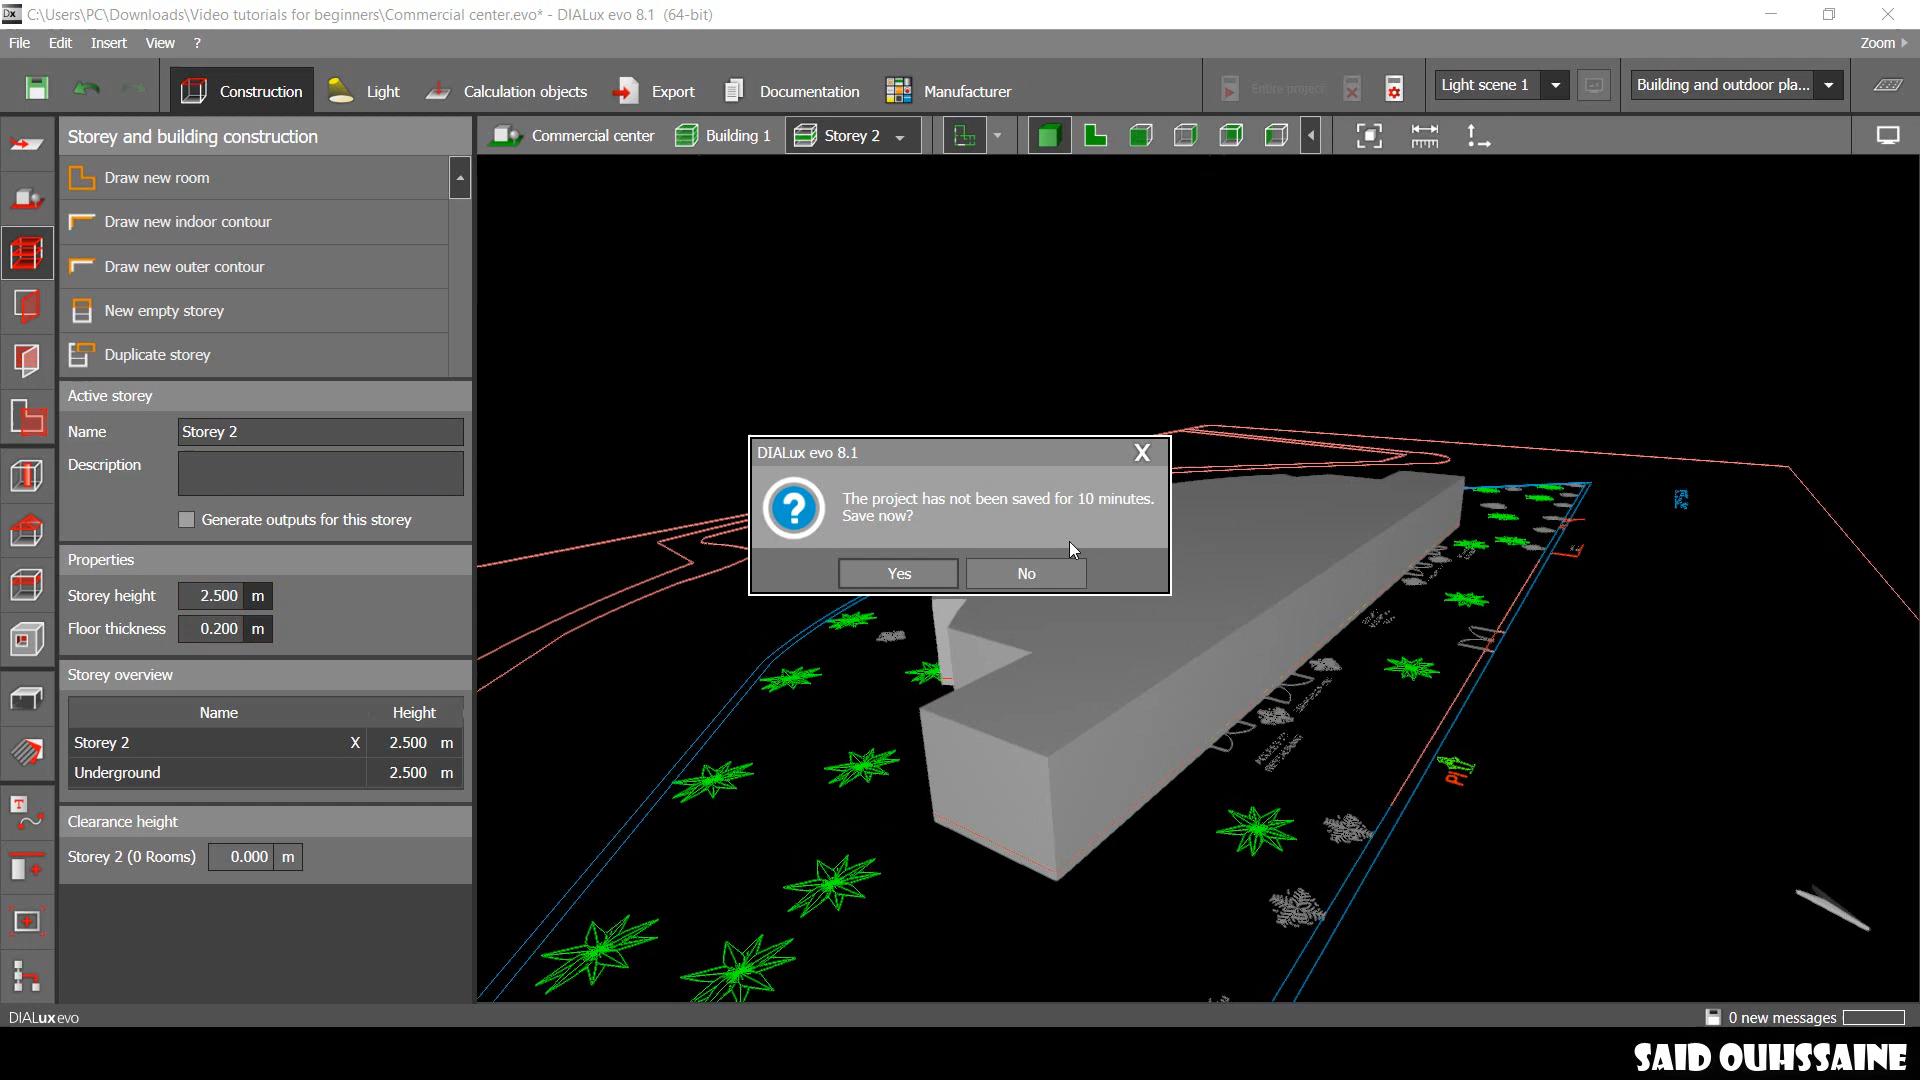 C:\Users\PC\Downloads\Video tutorials for beginners\Commercial center.evo* - DIALux evo 8.1  (64-bit)
File Edit Insert View ?
Zoom
Construction Light Calculation objects Export Documentation Manufacturer Entire project Light scene 1 Building and outdoor pla...
Storey and building construction
Commercial center Building 1 Storey 2
Draw new room
Draw new indoor contour
Draw new outer contour
New empty storey
Duplicate storey
Active storey
Name Storey 2
Description
Generate outputs for this storey
Properties
Storey height 2.500 m
Floor thickness 0.200 m
Storey overview
Name Height
Storey 2 X 2.500 m
Underground 2.500 m
Clearance height
Storey 2 (0 Rooms) 0.000 m
DIALux evo 8.1 X
The project has not been saved for 10 minutes.
Save now?
Yes No
DIALux evo
0 new messages
SAID OUHSSAINE